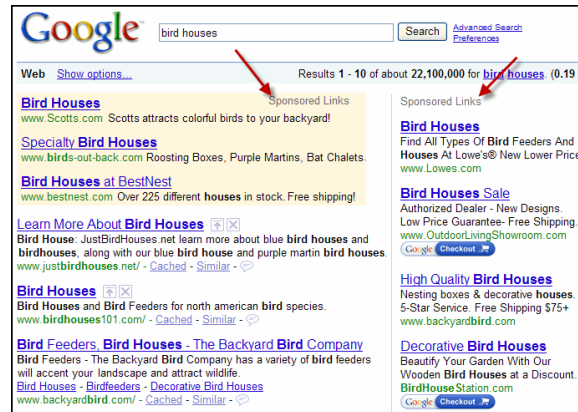 Google™
bird houses
Search
Advanced Search
Preferences
Web Show options...
Results 1 - 10 of about 22,100,000 for bird houses. (0.19
Sponsored Links
Bird Houses
www.Scotts.com Scotts attracts colorful birds to your backyard!
Specialty Bird Houses
www.birds-out-back.com Roosting Boxes, Purple Martins, Bat Chalets.
Bird Houses at BestNest
www.bestnest.com Over 225 different houses in stock. Free shipping!
Learn More About Bird Houses
Bird House: JustBirdHouses.net learn more about blue bird houses and
birdhouses, along with our blue bird house and purple martin bird houses.
www.justbirdhouses.net/ - Cached - Similar -
Bird Houses
Bird Houses and Bird Feeders for north american bird species.
www.birdhouses101.com/ - Cached - Similar -
Bird Feeders, Bird Houses - The Backyard Bird Company
Bird Feeders - The Backyard Bird Company has a variety of bird feeders
will accent your landscape and attract wildlife.
Bird Houses - Birdfeeders - Decorative Bird Houses
www.backyardbird.com/ - Cached - Similar -
Sponsored Links
Bird Houses
Find All Types Of Bird Feeders And
Houses At Lowe's® New Lower Price
www.Lowes.com
Bird Houses Sale
Authorized Dealer - New Designs.
Low Price Guarantee- Free Shipping.
www.OutdoorLivingShowroom.com
Google Checkout
High Quality Bird Houses
Nesting boxes & decorative houses.
5-Star Service. Free Shipping $75+
www.backyardbird.com
Decorative Bird Houses
Beautify Your Garden With Our
Wooden Bird Houses at a Discount.
BirdHouseStation.com
Google Checkout